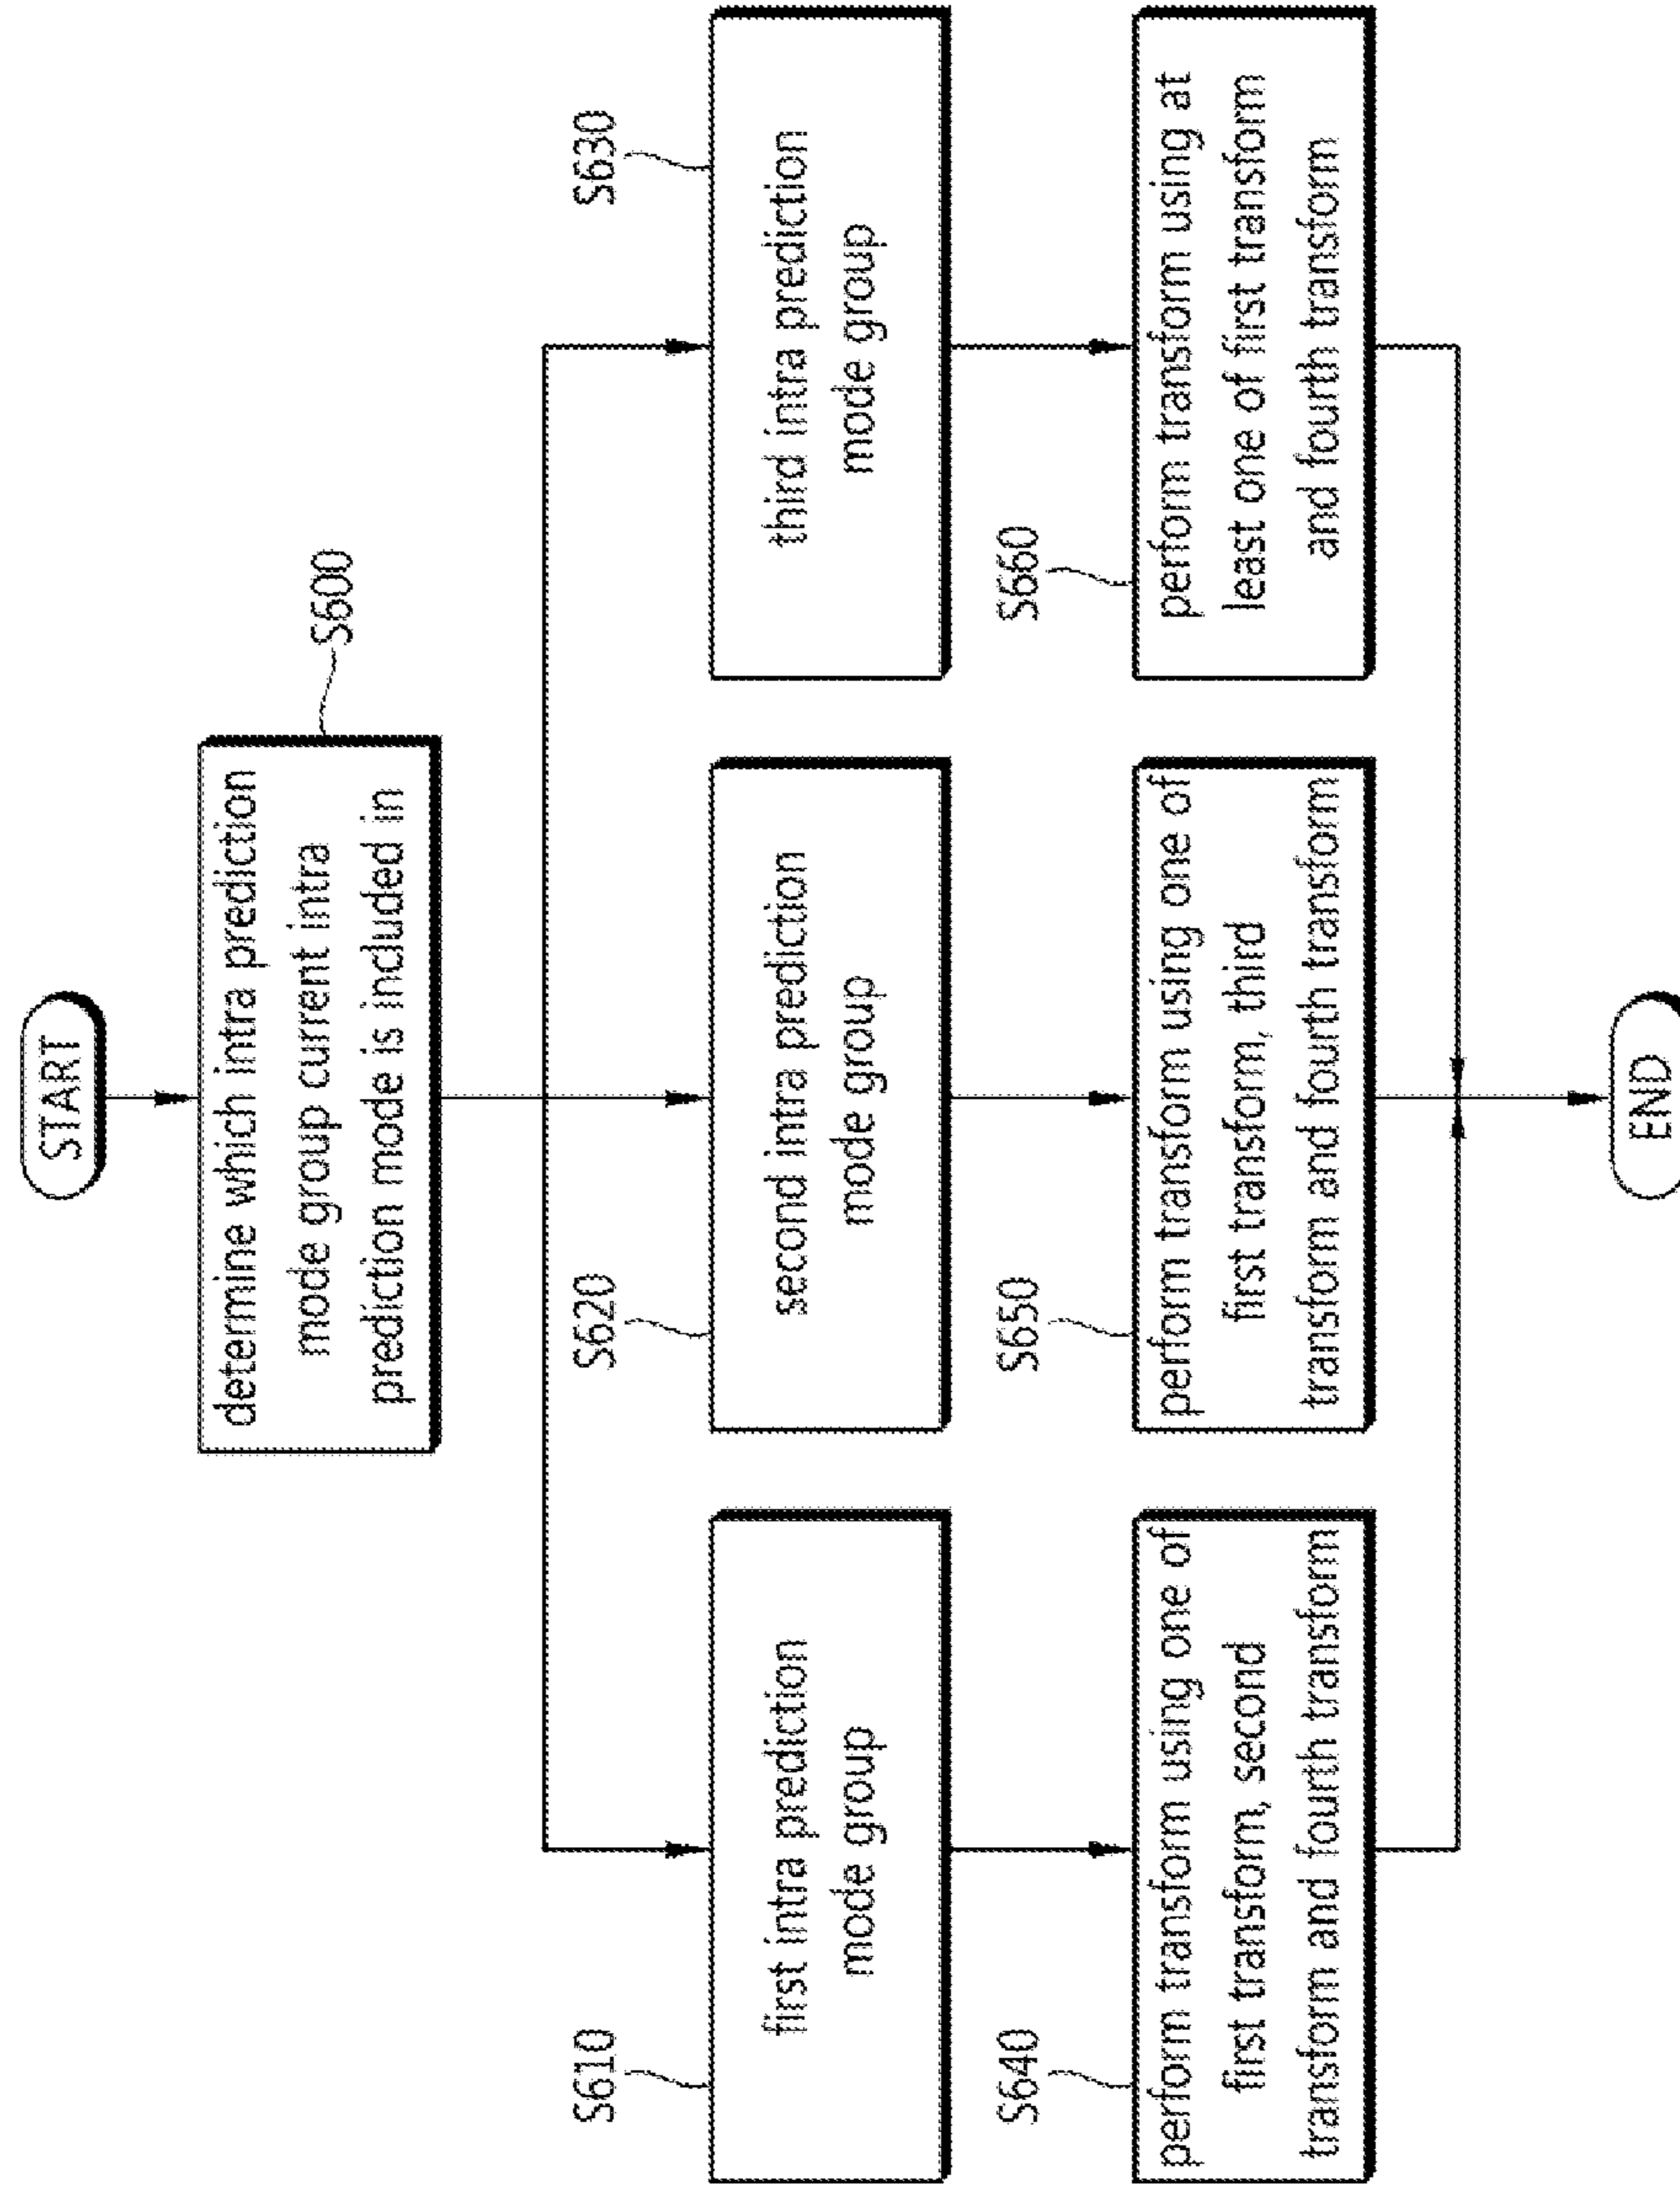 START
determine which intra prediction
mode group current intra
prediction mode is included in
S600
S610
first intra prediction
mode group
S620
second intra prediction
mode group
S630
third intra prediction
mode group
S640
perform transform using one of
first transform, second
transform and fourth transform
S650
perform transform using one of
first transform, third
transform and fourth transform
S660
perform transform using at
least one of first transform
and fourth transform
END